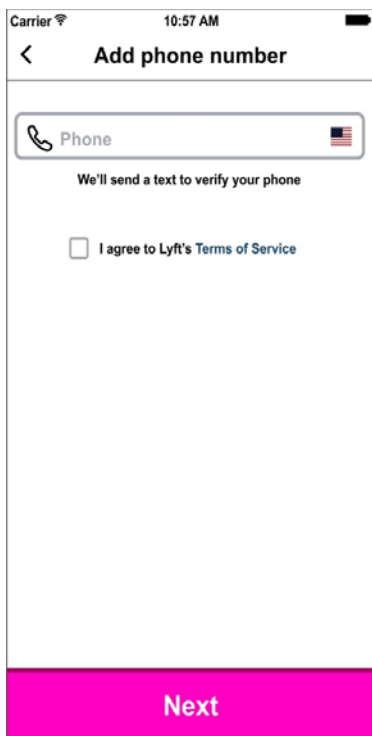 Carrier 10:57 AM
Add phone number
Phone
We'll send a text to verify your phone
I agree to Lyft's Terms of Service
Next